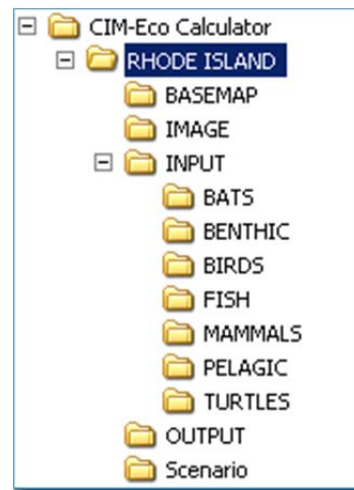 CIM-Eco Calculator
RHODE ISLAND
BASEMAP
IMAGE
INPUT
BATS
BENTHIC
BIRDS
FISH
MAMMALS
PELAGIC
TURTLES
OUTPUT
Scenario